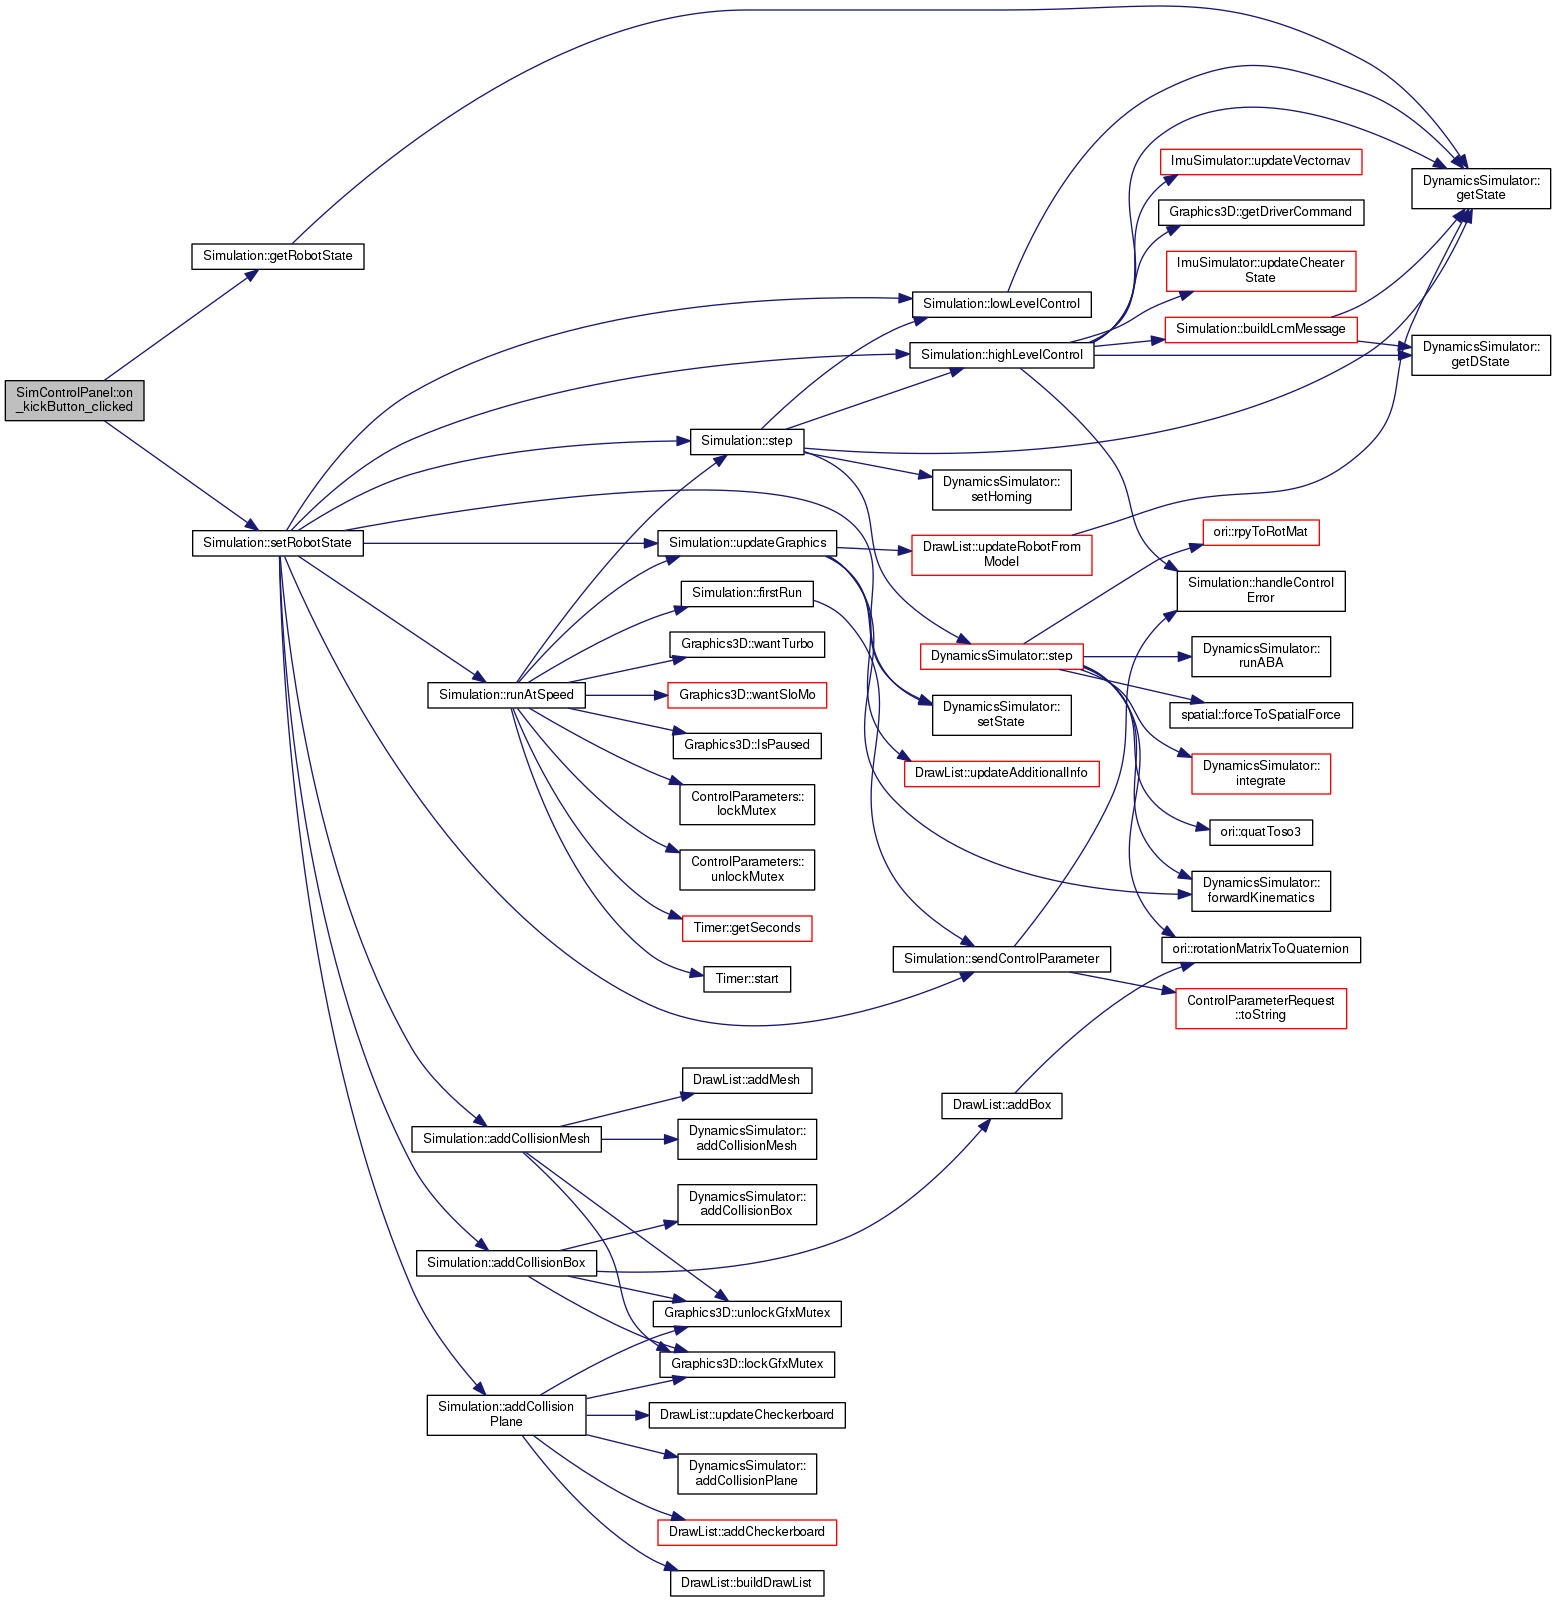 SimControlPanel::on
_kickButton_clicked
Simulation::getRobotState
Simulation::setRobotState
Simulation::runAtSpeed
Simulation::addCollisionMesh
Simulation::addCollisionBox
Simulation::addCollision
Plane
Simulation::step
Simulation::updateGraphics
Simulation::firstRun
Graphics3D::wantTurbo
Graphics3D::wantSloMo
Graphics3D::IsPaused
ControlParameters::
lockMutex
ControlParameters::
unlockMutex
Timer::getSeconds
Timer::start
DrawList::addMesh
DynamicsSimulator::
addCollisionMesh
DynamicsSimulator::
addCollisionBox
Graphics3D::unlockGfxMutex
Graphics3D::lockGfxMutex
DrawList::updateCheckerboard
DynamicsSimulator::
addCollisionPlane
DrawList::addCheckerboard
DrawList::buildDrawList
Simulation::lowLevelControl
Simulation::highLevelControl
DynamicsSimulator::
setHoming
DrawList::updateRobotFrom
Model
DynamicsSimulator::step
DynamicsSimulator::
setState
DrawList::updateAdditionalInfo
Simulation::sendControlParameter
DrawList::addBox
ImuSimulator::updateVectornav
Graphics3D::getDriverCommand
ImuSimulator::updateCheater
State
Simulation::buildLcmMessage
ori::rpyToRotMat
Simulation::handleControl
Error
DynamicsSimulator::
runABA
spatial::forceToSpatialForce
DynamicsSimulator::
integrate
ori::quatToso3
DynamicsSimulator::
forwardKinematics
ori::rotationMatrixToQuaternion
ControlParameterRequest
::toString
DynamicsSimulator::
getState
DynamicsSimulator::
getDState